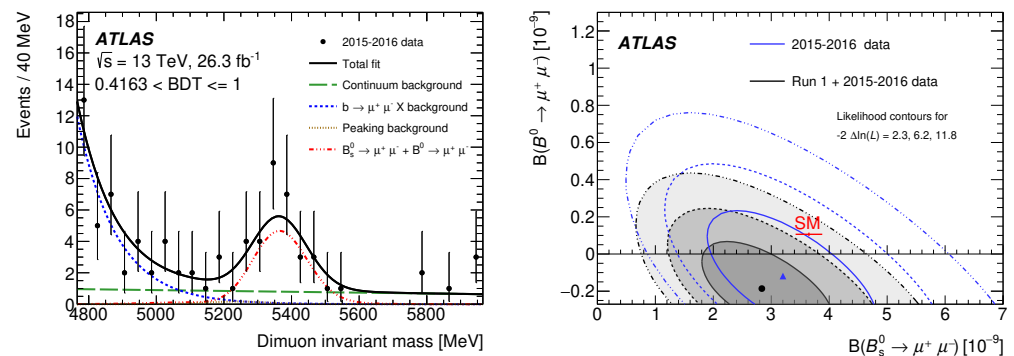 ATLAS
√s = 13 TeV, 26.3 fb⁻¹
0.4163 < BDT <= 1
2015-2016 data
Total fit
Continuum background
b → μ⁺ μ⁻ X background
Peaking background
B⁰ₛ → μ⁺ μ⁻ + B⁰ → μ⁺ μ⁻
Events / 40 MeV
18
16
14
12
10
8
6
4
2
0
4800 5000 5200 5400 5600 5800
Dimuon invariant mass [MeV]
ATLAS
2015-2016 data
Run 1 + 2015-2016 data
Likelihood contours for
-2 Δln(L) = 2.3, 6.2, 11.8
SM
B(B⁰ → μ⁺ μ⁻) [10⁻⁹]
1.2
1
0.8
0.6
0.4
0.2
0
−0.2
0 1 2 3 4 5 6 7
B(B⁰ₛ → μ⁺ μ⁻) [10⁻⁹]